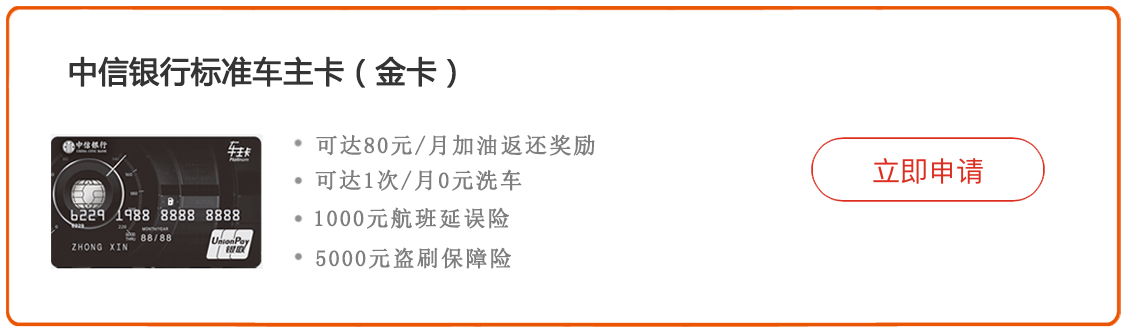 中信银行标准车主卡（金卡）
中信银行
CHINA CITIC BANK
车主卡
Platinum
6229 1988 8888 8888
6229
MONTH/YEAR
GOOD THRU 88/88
ZHONG XIN
UnionPay
银联
• 可达80元/月加油返还奖励
• 可达1次/月0元洗车
• 1000元航班延误险
• 5000元盗刷保障险
立即申请